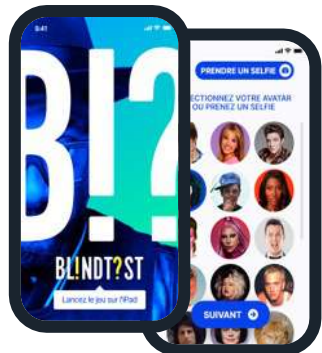 9:41
B!?
BL!NDT?ST
Lancez le jeu sur l'iPad
PRENDRE UN SELFIE
ECTIONNEZ VOTRE AVATAR
OU PRENEZ UN SELFIE
SUIVANT